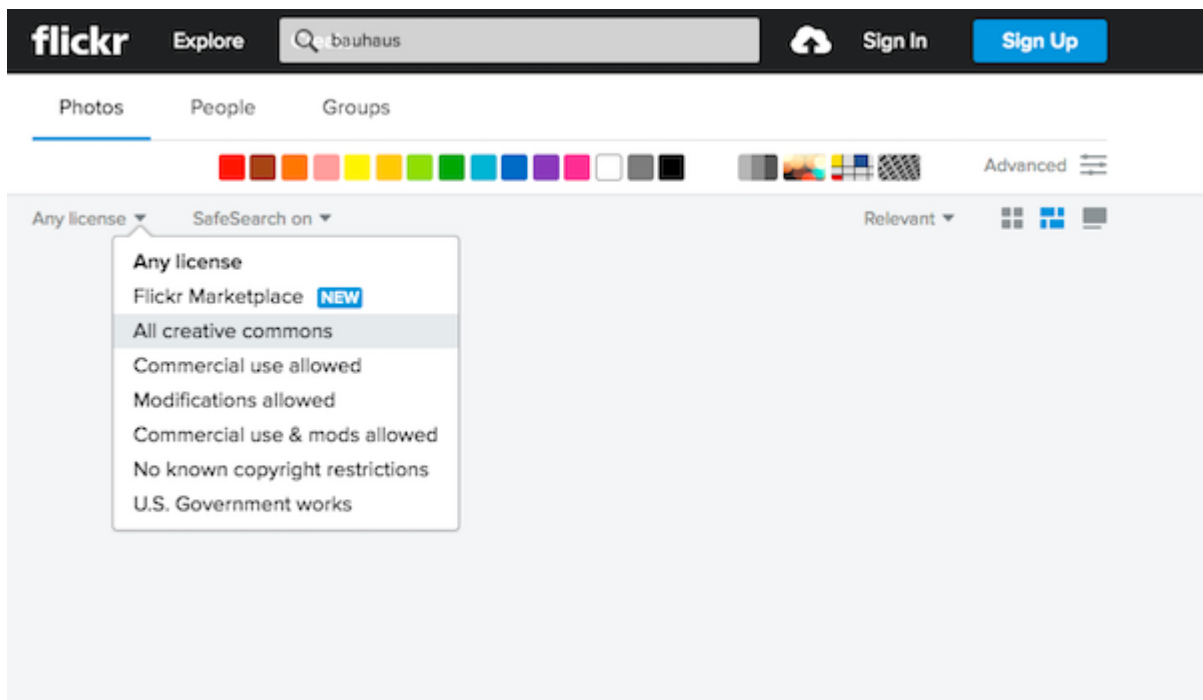 flickr Explore bauhaus Sign In Sign Up
Photos People Groups
Advanced
Any license SafeSearch on Relevant
Any license
Flickr Marketplace NEW
All creative commons
Commercial use allowed
Modifications allowed
Commercial use & mods allowed
No known copyright restrictions
U.S. Government works